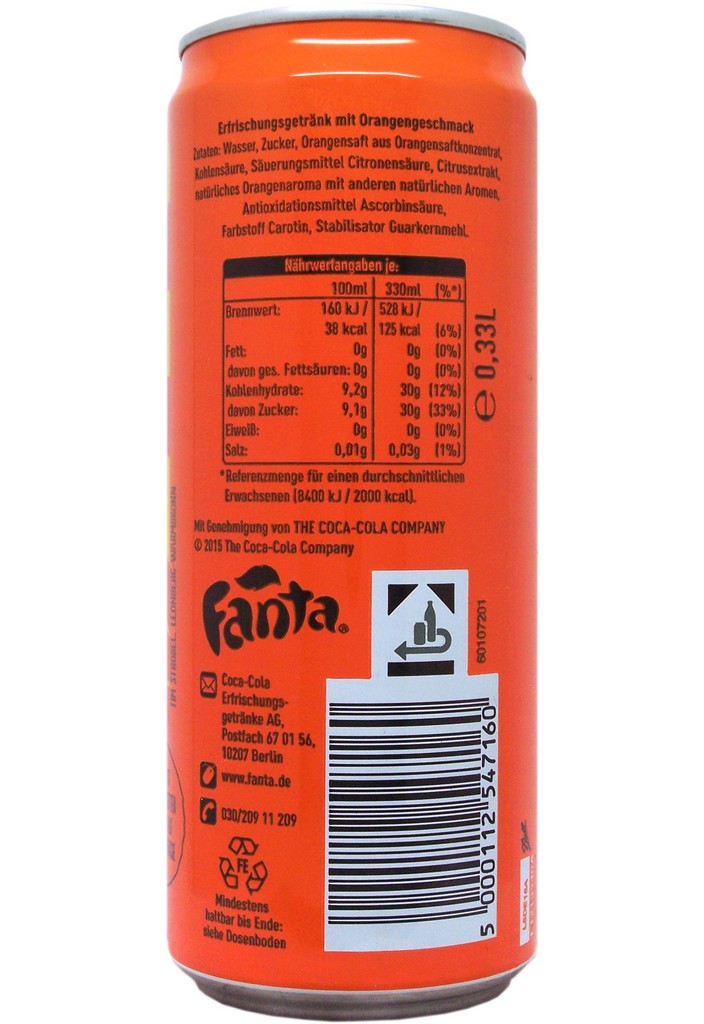 Erfrischungsgetränk mit Orangengeschmack
Zutaten: Wasser, Zucker, Orangensaft aus Orangensaftkonzentrat,
Kohlensäure, Säuerungsmittel Citronensäure, Citrusextrakt,
natürliches Orangenaroma mit anderen natürlichen Aromen,
Antioxidationsmittel Ascorbinsäure,
Farbstoff Carotin, Stabilisator Guarkernmehl.
Nährwertangaben je:
100ml 330ml (%*)
Brennwert: 160 kJ / 528 kJ /
38 kcal 125 kcal (6%)
Fett: 0g 0g (0%)
davon ges. Fettsäuren: 0g 0g (0%)
Kohlenhydrate: 9,2g 30g (12%)
davon Zucker: 9,1g 30g (33%)
Eiweiß: 0g 0g (0%)
Salz: 0,01g 0,03g (1%)
e 0,33L
*Referenzmenge für einen durchschnittlichen
Erwachsenen (8400 kJ / 2000 kcal).
Mit Genehmigung von THE COCA-COLA COMPANY
© 2015 The Coca-Cola Company
Fanta®
60107201
Coca-Cola
Erfrischungs-
getränke AG,
Postfach 67 01 56,
10207 Berlin
www.fanta.de
030/209 11 209
FE
Mindestens
haltbar bis Ende:
siehe Dosenboden
5 000112 547160
TIM STROBEL, LEONBERG-WARMBRONN